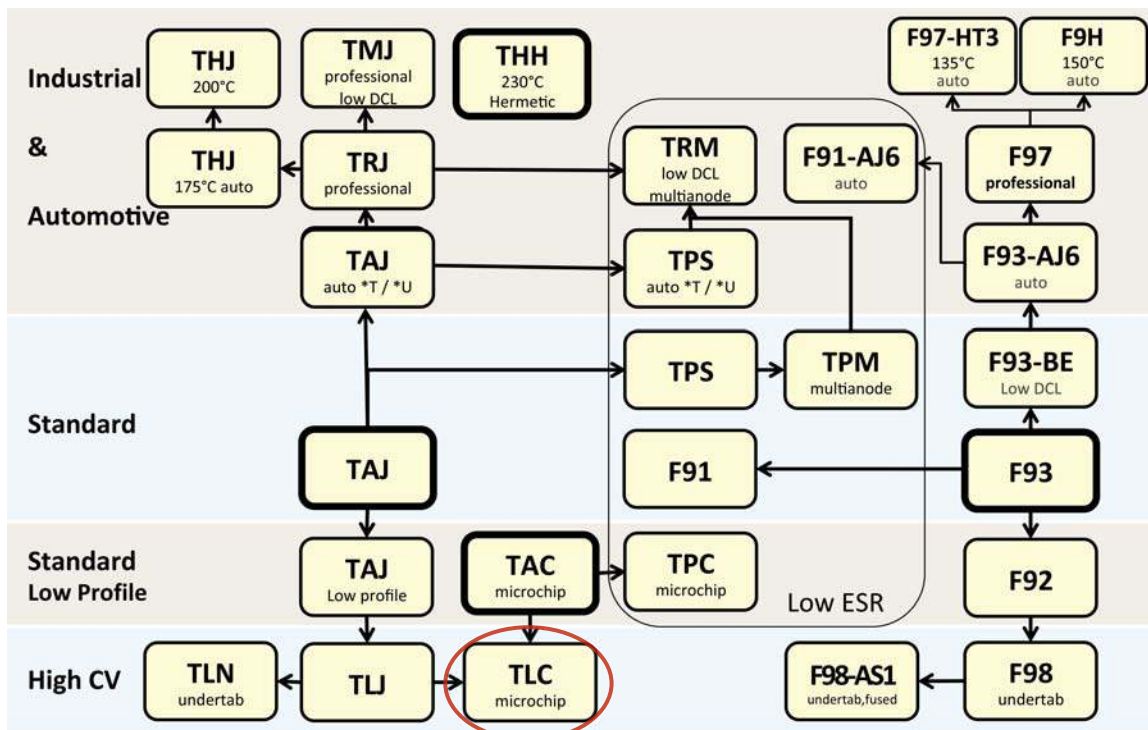 Industrial
&
Automotive
THJ
200°C
TMJ
professional
low DCL
THH
230°C
Hermetic
F97-HT3
135°C
auto
F9H
150°C
auto
THJ
175°C auto
TRJ
professional
TRM
low DCL
multianode
F91-AJ6
auto
F97
professional
TAJ
auto *T / *U
TPS
auto *T / *U
F93-AJ6
auto
Standard
TPS
TPM
multianode
F93-BE
Low DCL
TAJ
F91
F93
Standard
Low Profile
TAJ
Low profile
TAC
microchip
TPC
microchip
Low ESR
F92
High CV
TLN
undertab
TLJ
TLC
microchip
F98-AS1
undertab,fused
F98
undertab